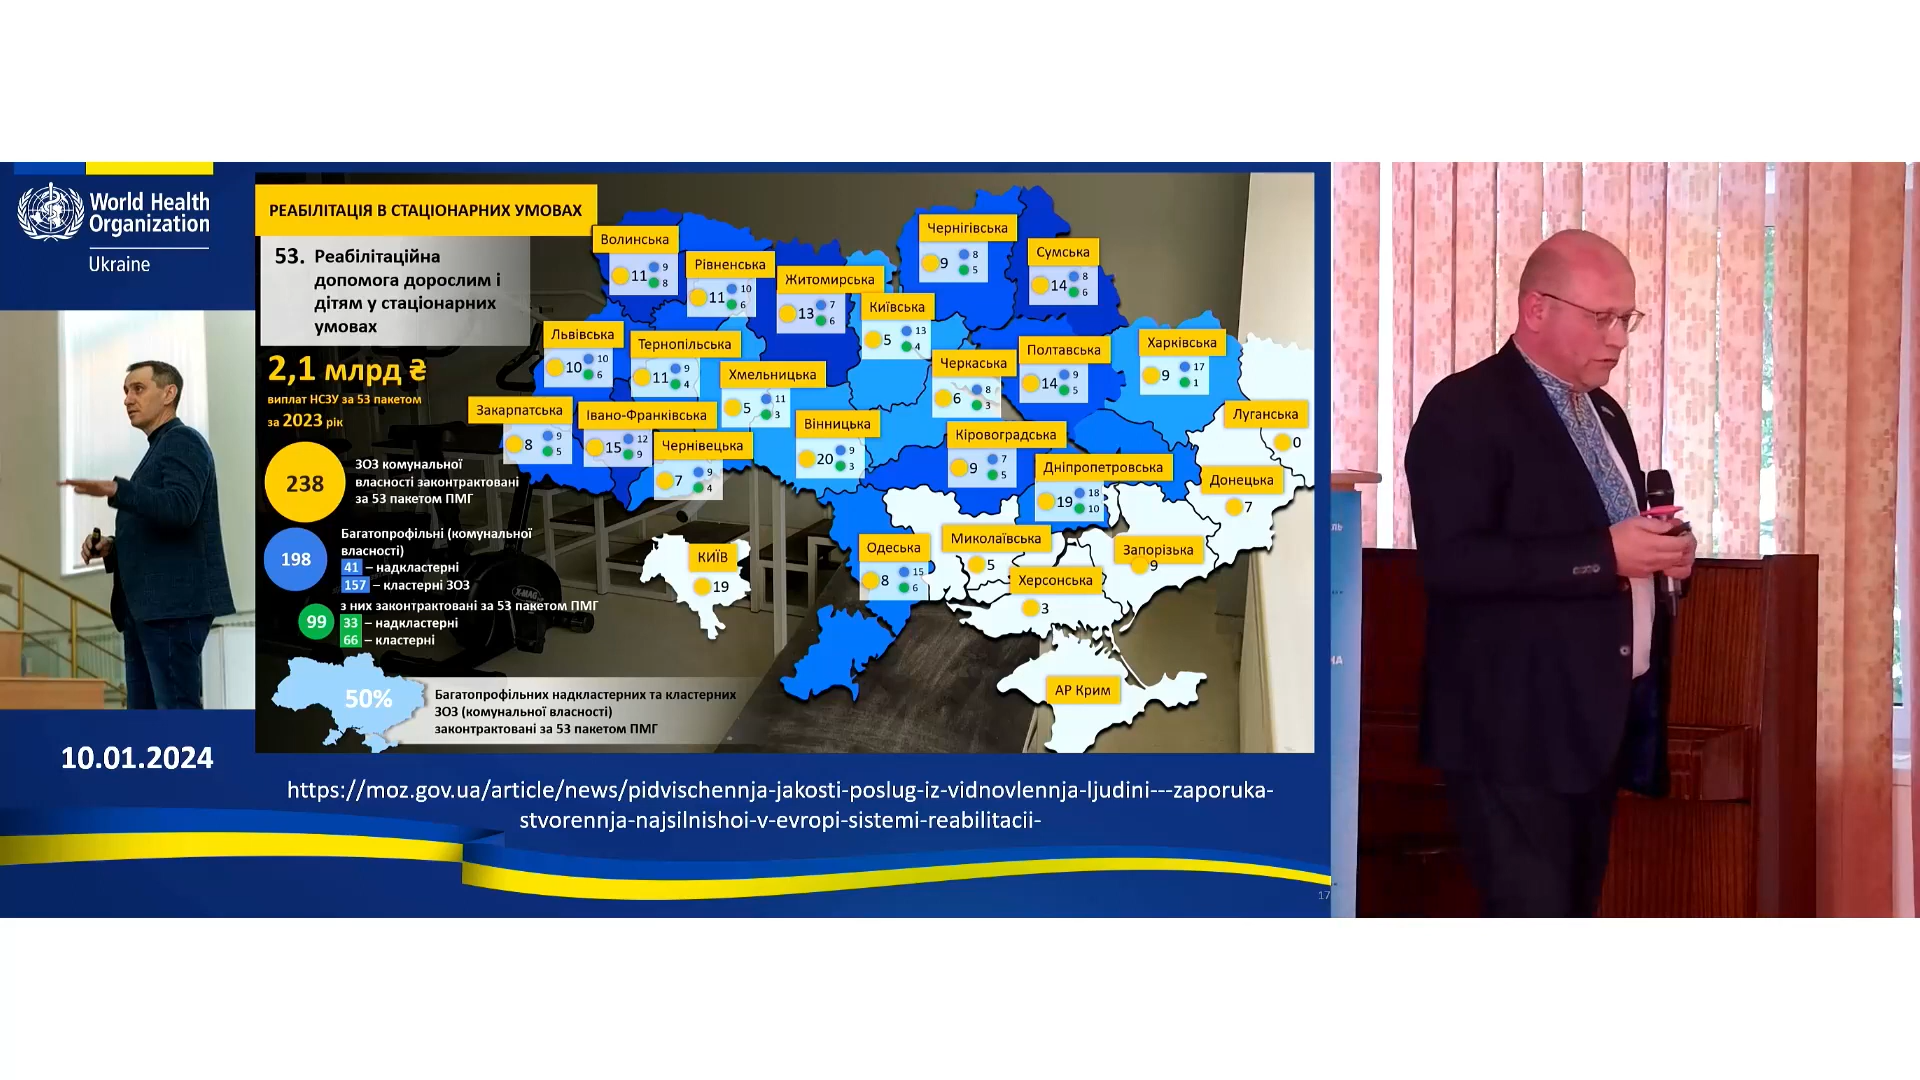 World Health
Organization
Ukraine
РЕАБІЛІТАЦІЯ В СТАЦІОНАРНИХ УМОВАХ
53. Реабілітаційна
допомога дорослим і
дітям у стаціонарних
умовах
2,1 млрд ₴
виплат НСЗУ за 53 пакетом
за 2023 рік
238
ЗОЗ комунальної
власності законтрактовані
за 53 пакетом ПМГ
198
Багатопрофільні (комунальної
власності)
41 – надкластерні
157 – кластерні ЗОЗ
99
з них законтрактовані за 53 пакетом ПМГ
33 – надкластерні
66 – кластерні
50%
Багатопрофільних надкластерних та кластерних
ЗОЗ (комунальної власності)
законтрактовані за 53 пакетом ПМГ
Волинська
11 9 8
Рівненська
11 10 6
Житомирська
13 7 6
Київська
5 13 4
Чернігівська
9 8 5
Сумська
14 8 6
Львівська
10 10 6
Тернопільська
11 9 4
Хмельницька
5 11 3
Черкаська
6 8 3
Полтавська
14 9 5
Харківська
9 17 1
Луганська
0
Закарпатська
8 9 5
Івано-Франківська
15 12 9
Чернівецька
7 9 4
Вінницька
20 9 3
Кіровоградська
9 7 5
Дніпропетровська
19 18 10
Донецька
7
КИЇВ
19
Одеська
8 15 6
Миколаївська
5
Херсонська
3
Запорізька
9
АР Крим
X-MAG
10.01.2024
https://moz.gov.ua/article/news/pidvischennja-jakosti-poslug-iz-vidnovlennja-ljudini---zaporuka-
stvorennja-najsilnishoi-v-evropi-sistemi-reabilitacii-
17